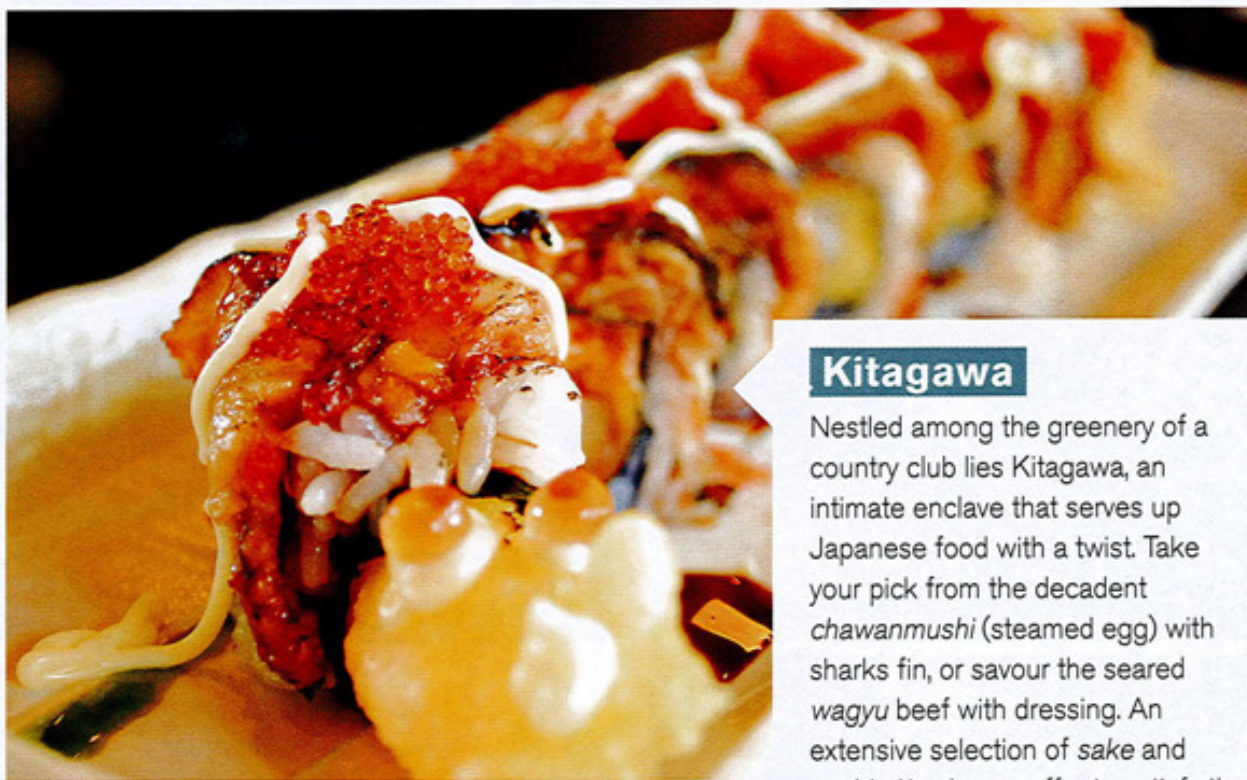 Kitagawa
Nestled among the greenery of a
country club lies Kitagawa, an
intimate enclave that serves up
Japanese food with a twist. Take
your pick from the decadent
chawanmushi (steamed egg) with
sharks fin, or savour the seared
wagyu beef with dressing. An
extensive selection of sake and